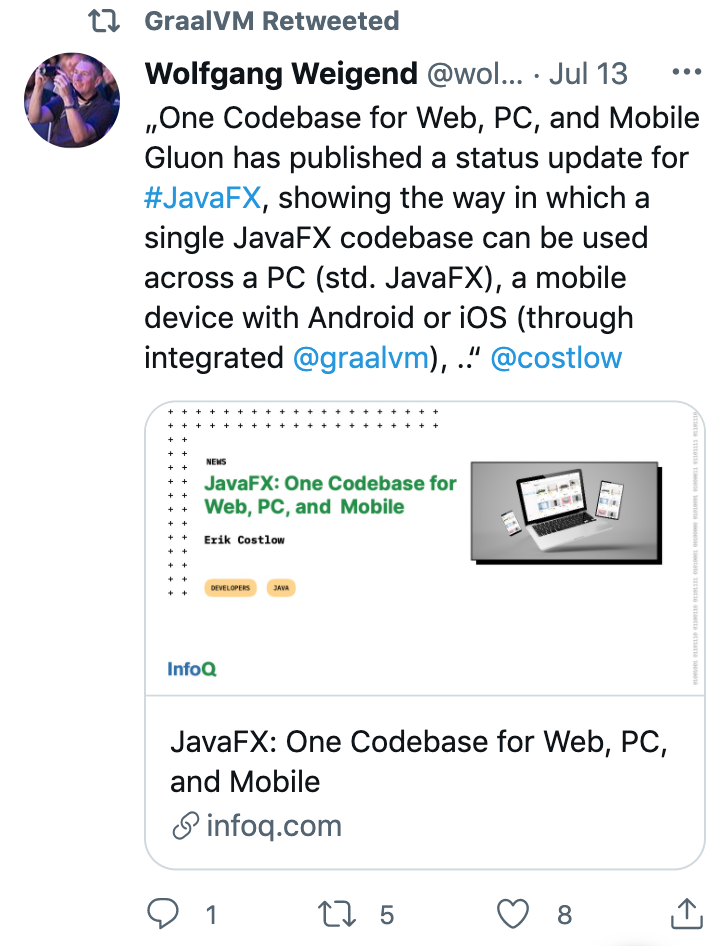 GraalVM Retweeted
Wolfgang Weigend @wol... · Jul 13
„One Codebase for Web, PC, and Mobile
Gluon has published a status update for
#JavaFX, showing the way in which a
single JavaFX codebase can be used
across a PC (std. JavaFX), a mobile
device with Android or iOS (through
integrated @graalvm), ..“ @costlow
NEWS
JavaFX: One Codebase for
Web, PC, and Mobile
Erik Costlow
DEVELOPERS JAVA
InfoQ
JavaFX: One Codebase for Web, PC,
and Mobile
infoq.com
1 5 8